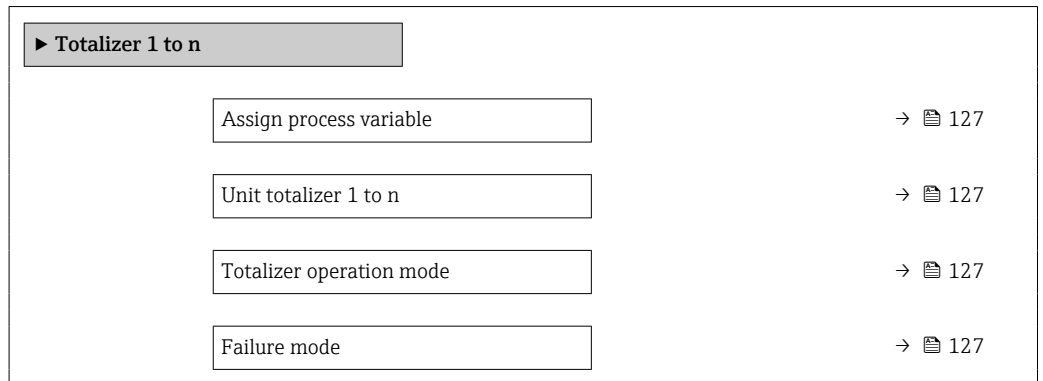 ► Totalizer 1 to n
Assign process variable → 127
Unit totalizer 1 to n → 127
Totalizer operation mode → 127
Failure mode → 127